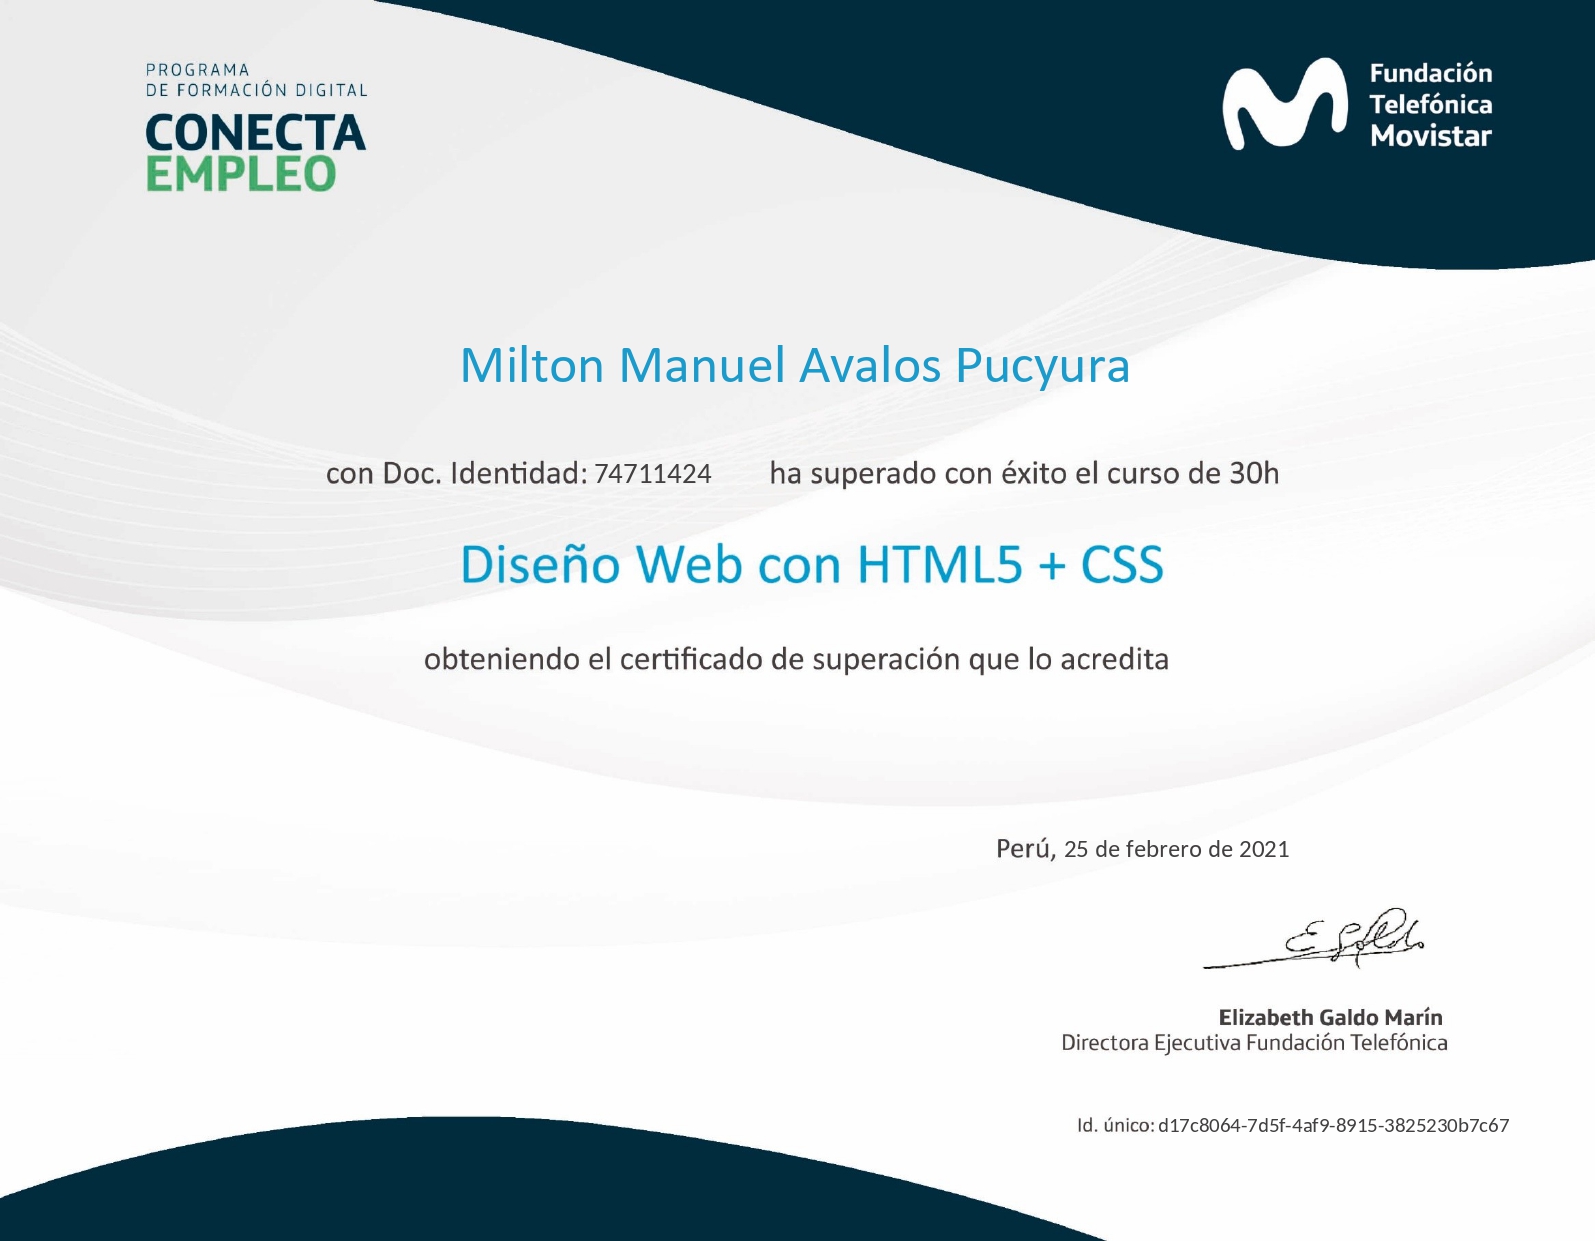 PROGRAMA
DE FORMACIÓN DIGITAL
CONECTA
EMPLEO
Fundación
Telefónica
Movistar
Milton Manuel Avalos Pucyura
con Doc. Identidad: 74711424 ha superado con éxito el curso de 30h
Diseño Web con HTML5 + CSS
obteniendo el certificado de superación que lo acredita
Perú, 25 de febrero de 2021
Elizabeth Galdo Marín
Directora Ejecutiva Fundación Telefónica
Id. único: d17c8064-7d5f-4af9-8915-3825230b7c67